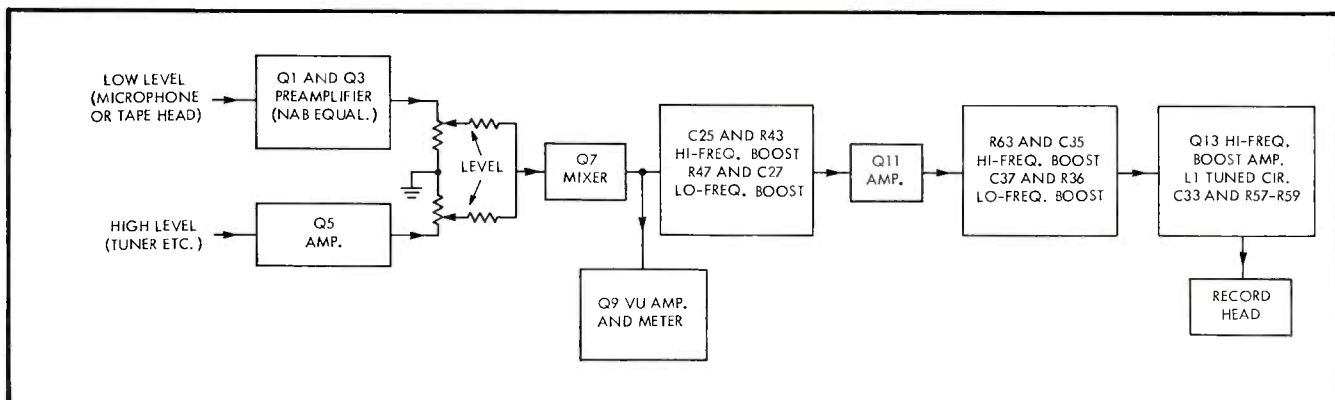 LOW LEVEL
(MICROPHONE
OR TAPE HEAD)
Q1 AND Q3
PREAMPLIFIER
(NAB EQUAL.)
HIGH LEVEL
(TUNER ETC.)
Q5
AMP.
LEVEL
Q7
MIXER
Q9 VU AMP.
AND METER
C25 AND R43
HI-FREQ. BOOST
R47 AND C27
LO-FREQ. BOOST
Q11
AMP.
R63 AND C35
HI-FREQ. BOOST
C37 AND R36
LO-FREQ. BOOST
Q13 HI-FREQ.
BOOST AMP.
L1 TUNED CIR.
C33 AND R57-R59
RECORD
HEAD